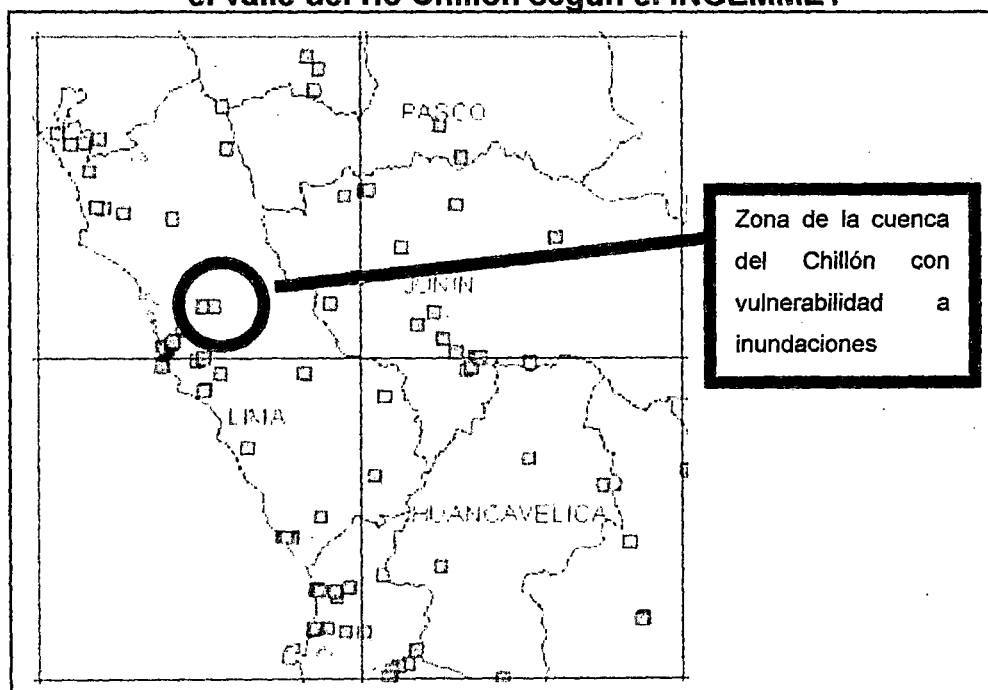 el valle del río Chillón según el INGEMMET
PASCO
Zona de la cuenca
del Chillón con
vulnerabilidad a
inundaciones
JUNIN
LIMA
HUANCAVELICA